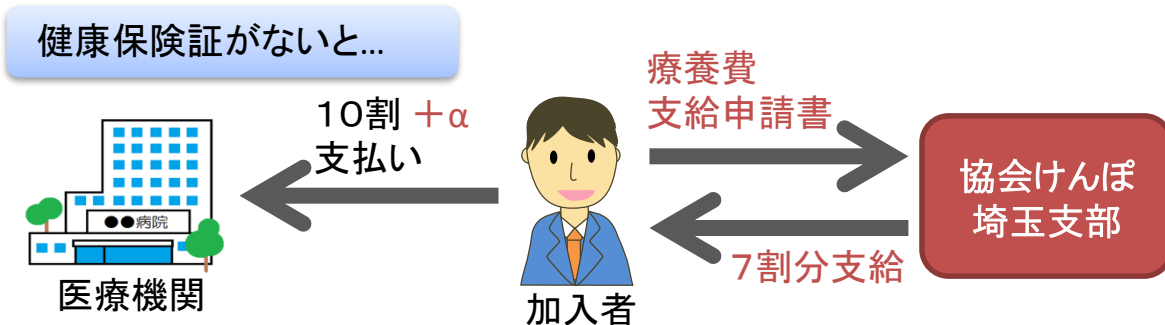 健康保険証がないと…
10割 +α
支払い
療養費
支給申請書
協会けんぽ
埼玉支部
7割分支給
●●病院
医療機関
加入者